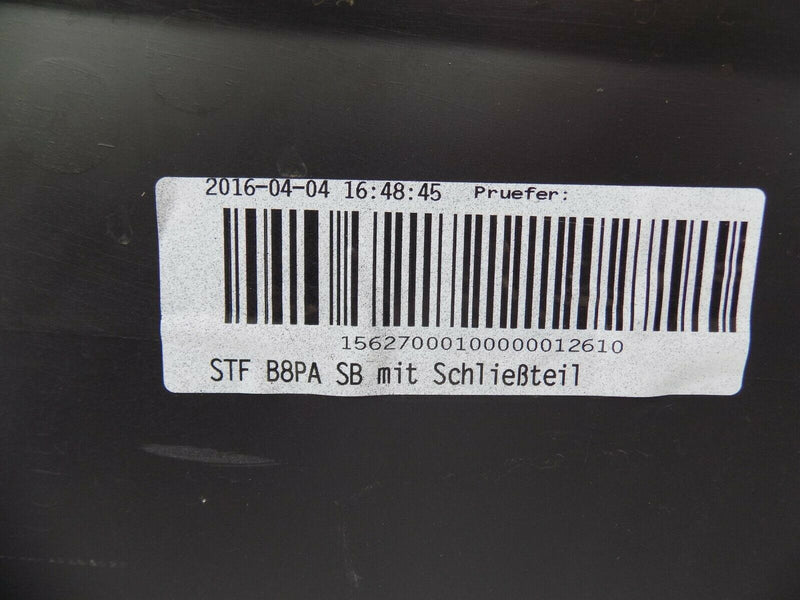 2016-04-04 16:48:45 Pruefer:
15627000100000012610
STF B8PA SB mit Schließteil